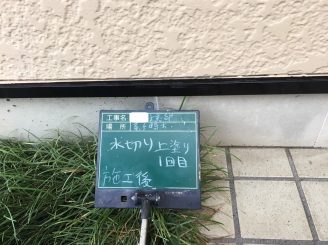 工事名
場所
水切り上塗り
1回目
施工後